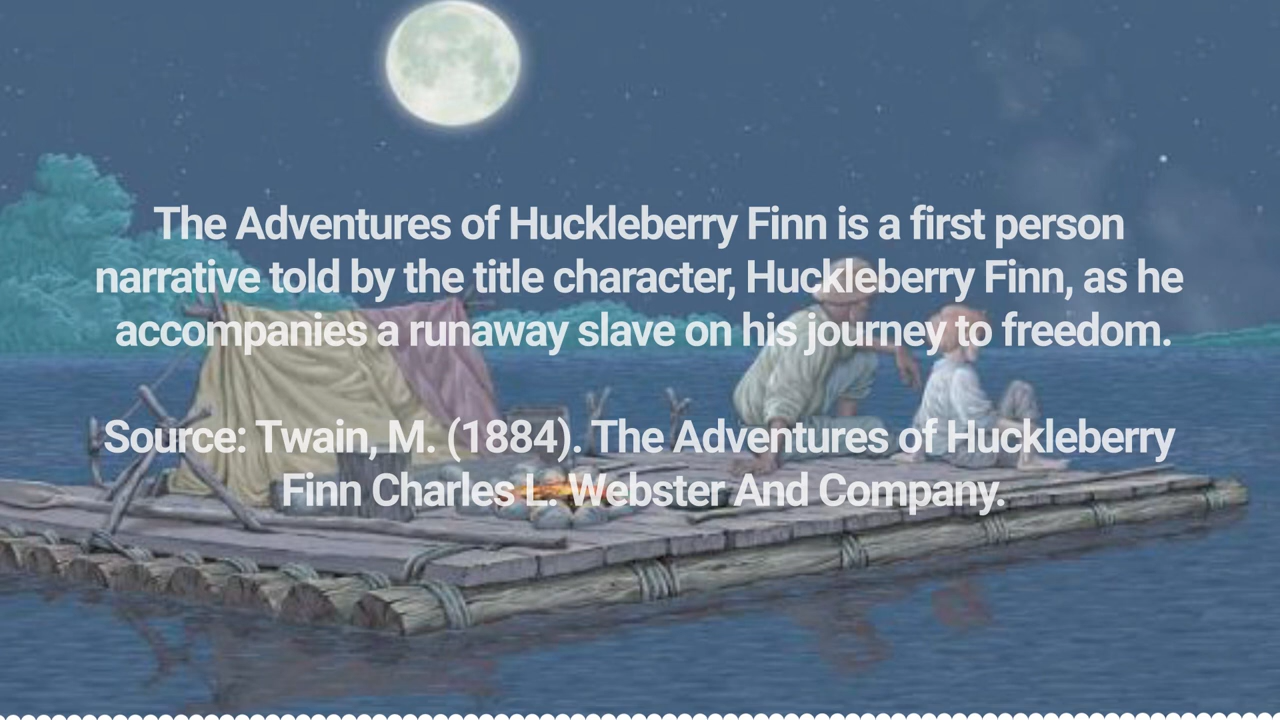 The Adventures of Huckleberry Finn is a first person
narrative told by the title character, Huckleberry Finn, as he
accompanies a runaway slave on his journey to freedom.
Source: Twain, M. (1884). The Adventures of Huckleberry
Finn Charles L. Webster And Company.